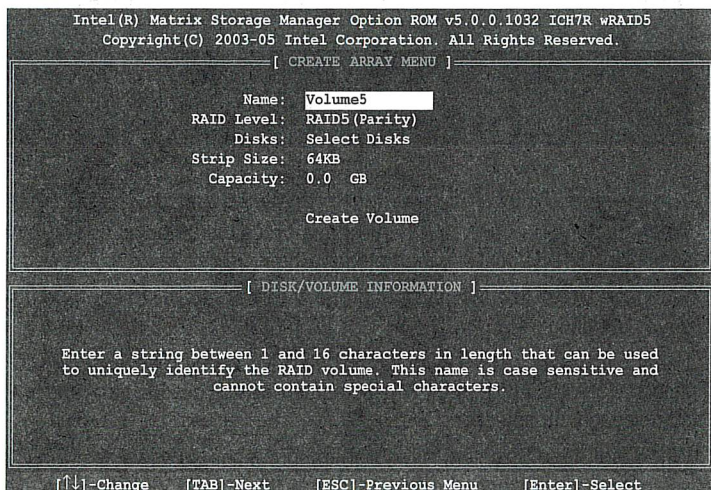 Intel(R) Matrix Storage Manager Option ROM v5.0.0.1032 ICH7R wRAID5
Copyright(C) 2003-05 Intel Corporation. All Rights Reserved.
[ CREATE ARRAY MENU ]
Name: Volume5
RAID Level: RAID5(Parity)
Disks: Select Disks
Strip Size: 64KB
Capacity: 0.0 GB
Create Volume
[ DISK/VOLUME INFORMATION ]
Enter a string between 1 and 16 characters in length that can be used
to uniquely identify the RAID volume. This name is case sensitive and
cannot contain special characters.
[↑↓]-Change [TAB]-Next [ESC]-Previous Menu [Enter]-Select